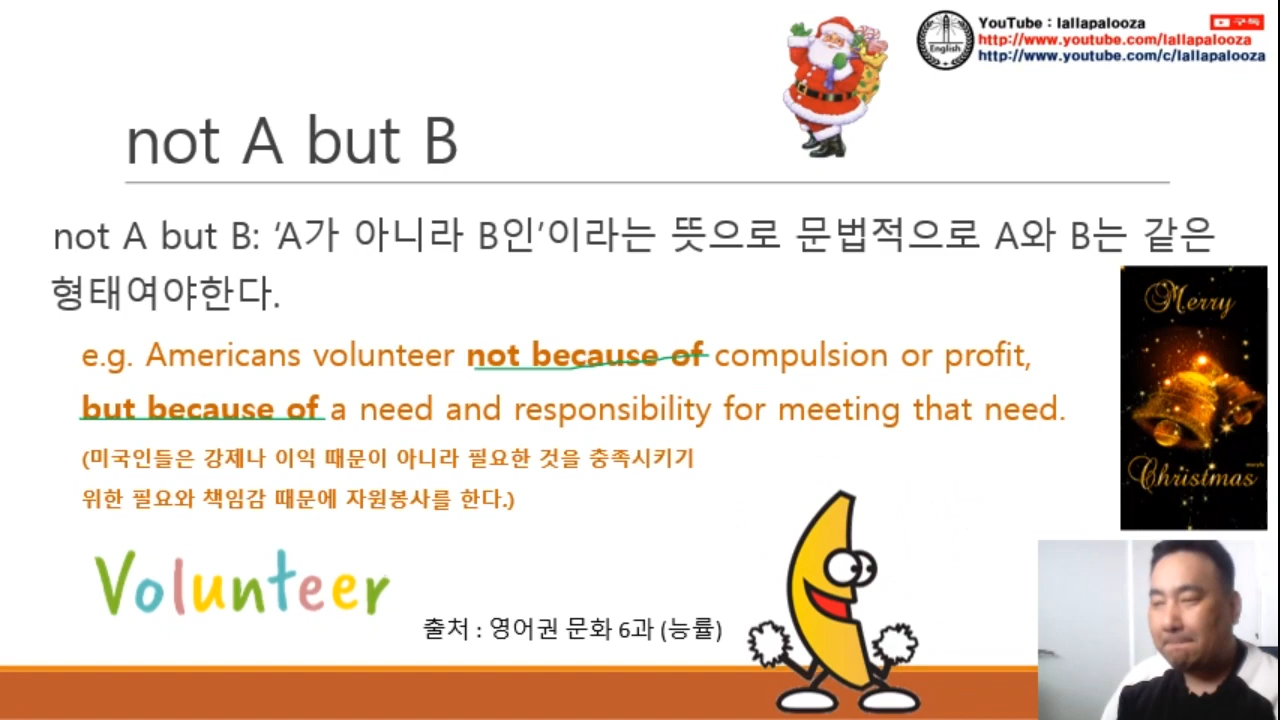 YouTube : lallapalooza
구독
http://www.youtube.com/lallapalooza
http://www.youtube.com/c/lallapalooza
English
not A but B
not A but B: ‘A가 아니라 B인’이라는 뜻으로 문법적으로 A와 B는 같은
형태여야한다.
e.g. Americans volunteer not because of compulsion or profit,
but because of a need and responsibility for meeting that need.
(미국인들은 강제나 이익 때문이 아니라 필요한 것을 충족시키기
위한 필요와 책임감 때문에 자원봉사를 한다.)
Merry
Christmas
Volunteer
출처 : 영어권 문화 6과 (능률)